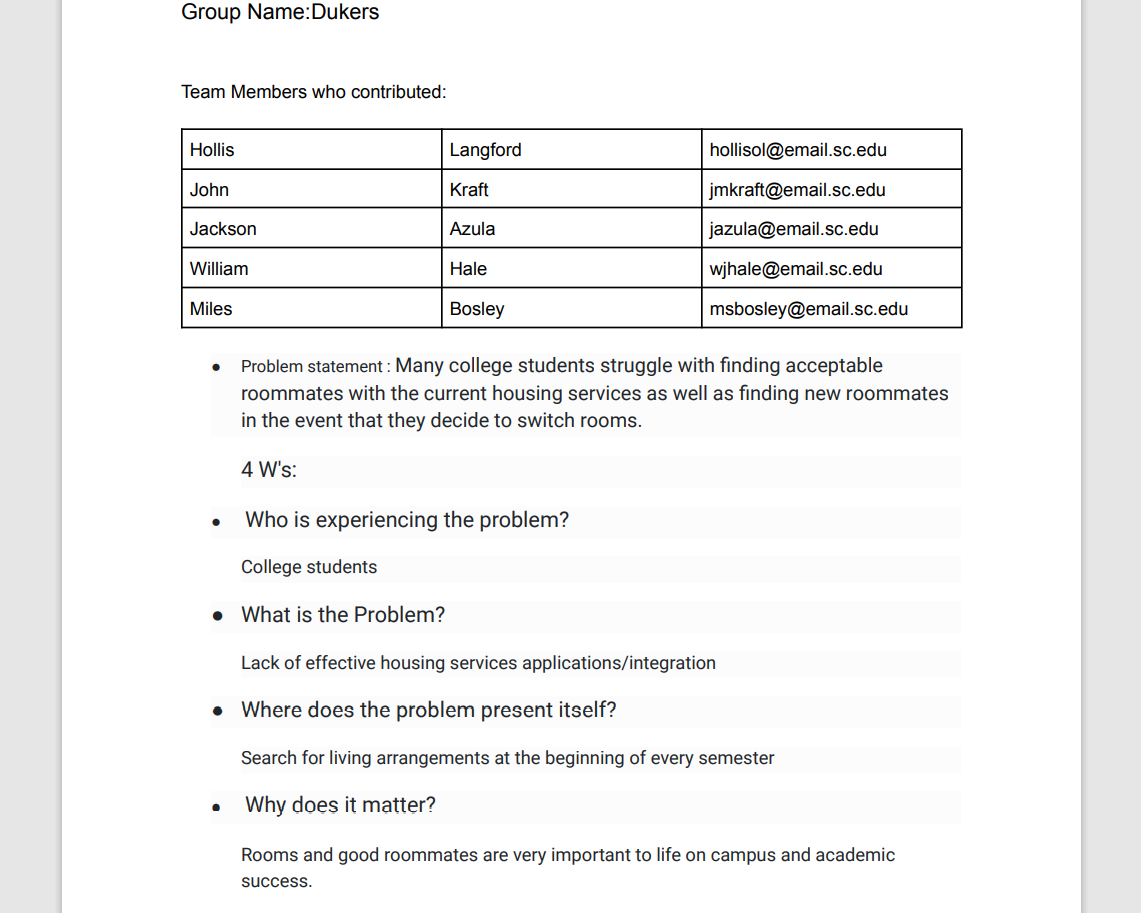 Group Name:Dukers
Team Members who contributed:
Hollis Langford hollisol@email.sc.edu
John Kraft jmkraft@email.sc.edu
Jackson Azula jazula@email.sc.edu
William Hale wjhale@email.sc.edu
Miles Bosley msbosley@email.sc.edu
● Problem statement : Many college students struggle with finding acceptable
roommates with the current housing services as well as finding new roommates
in the event that they decide to switch rooms.
4 W's:
● Who is experiencing the problem?
College students
● What is the Problem?
Lack of effective housing services applications/integration
● Where does the problem present itself?
Search for living arrangements at the beginning of every semester
● Why does it matter?
Rooms and good roommates are very important to life on campus and academic
success.